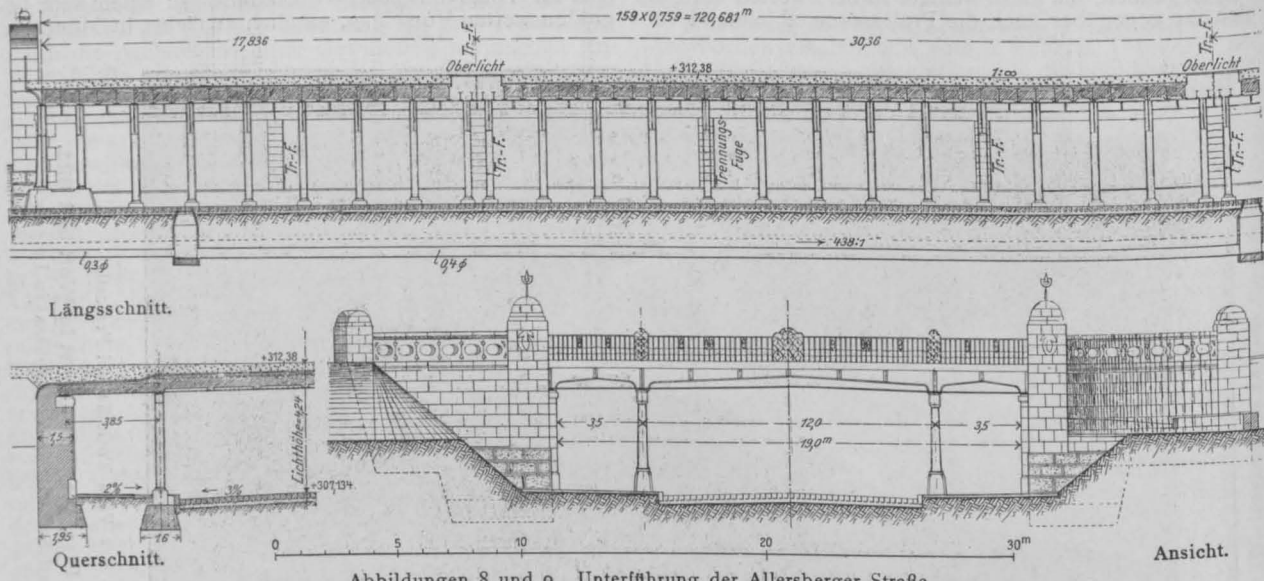 159 x 0,759 = 120,681 m
17,836
Tr.-F.
30,36
Tr.-F.
Oberlicht
+312,38
1:∞
Oberlicht
Tr.-F.
Tr.-F.
Trennungs-
fuge
Tr.-F.
Tr.-F.
438:1
0,3 ϕ
0,4 ϕ
Längsschnitt.
+312,38
3,85
1,5
Lichthöhe=4,24
2%
3%
+307,134
1,95
1,6
Querschnitt.
3,5
12,0
3,5
19,0 m
0 5 10 20 30 m
Ansicht.
Abbildungen 8 und 9. Unterführung der Allersberger Straße